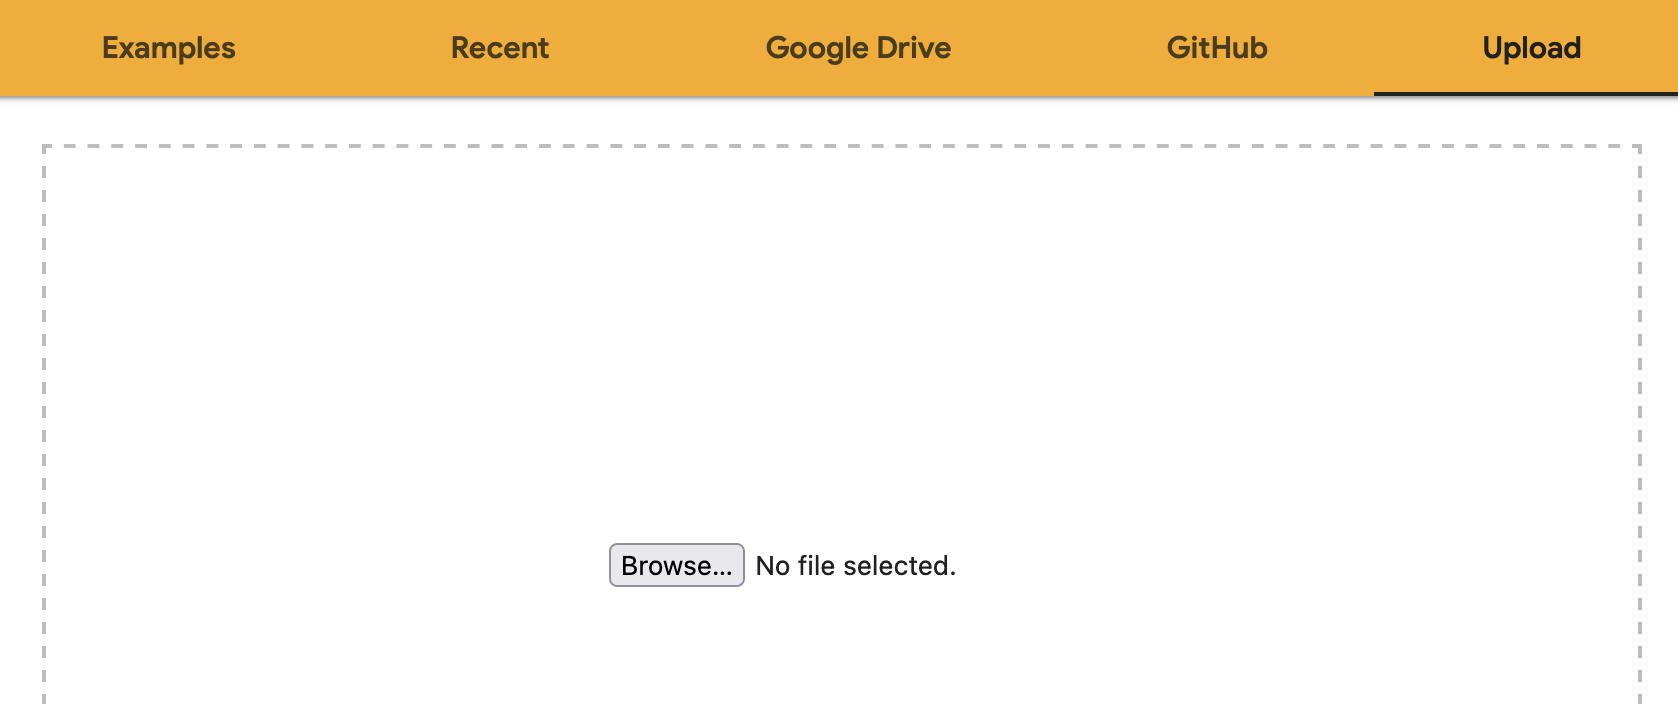 Examples Recent Google Drive GitHub Upload
Browse... No file selected.